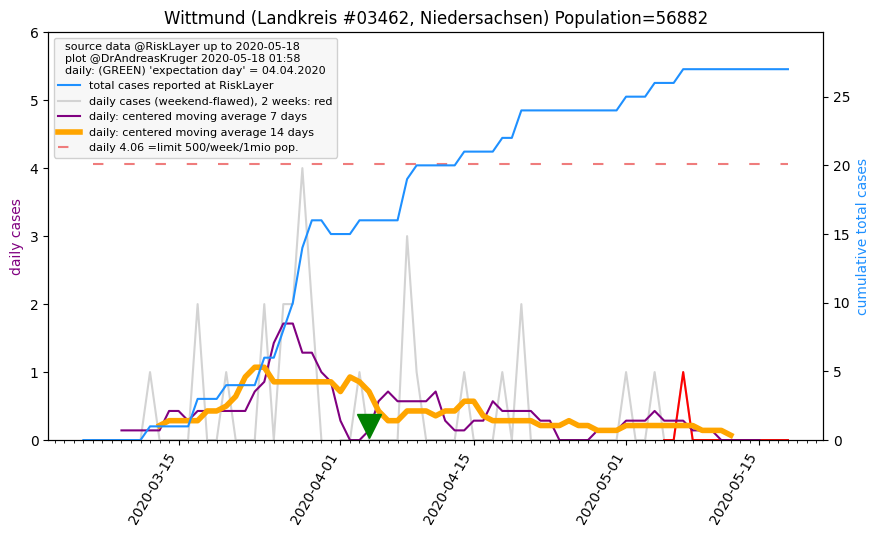 Wittmund (Landkreis #03462, Niedersachsen) Population=56882
source data @RiskLayer up to 2020-05-18
plot @DrAndreasKruger 2020-05-18 01:58
daily: (GREEN) 'expectation day' = 04.04.2020
total cases reported at RiskLayer
daily cases (weekend-flawed), 2 weeks: red
daily: centered moving average 7 days
daily: centered moving average 14 days
daily 4.06 =limit 500/week/1mio pop.
daily cases
6
5
4
3
2
1
0
cumulative total cases
25
20
15
10
5
0
2020-03-15
2020-04-01
2020-04-15
2020-05-01
2020-05-15